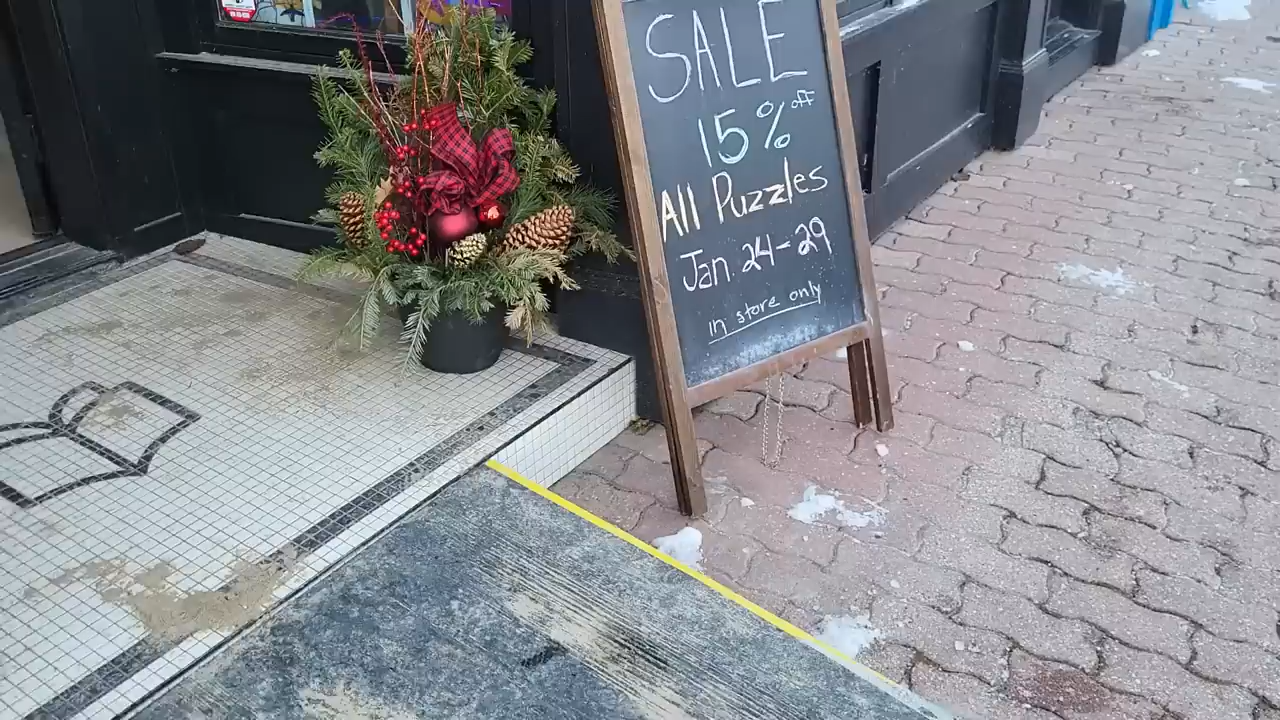 SALE
15% off
All Puzzles
Jan. 24-29
in store only